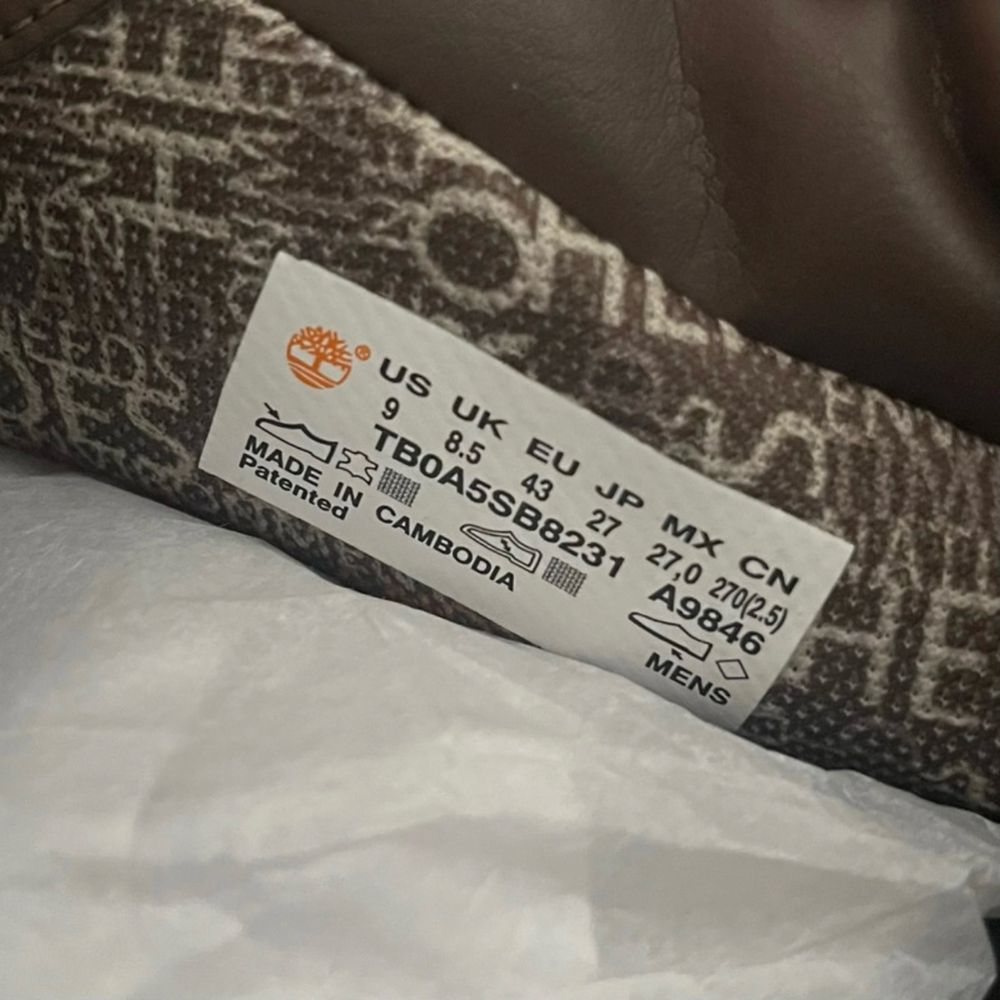 US UK EU JP MX CN
9 8.5 43 27 27,0 270(2.5)
TB0A5SB8231 A9846
MADE IN CAMBODIA
Patented
MENS